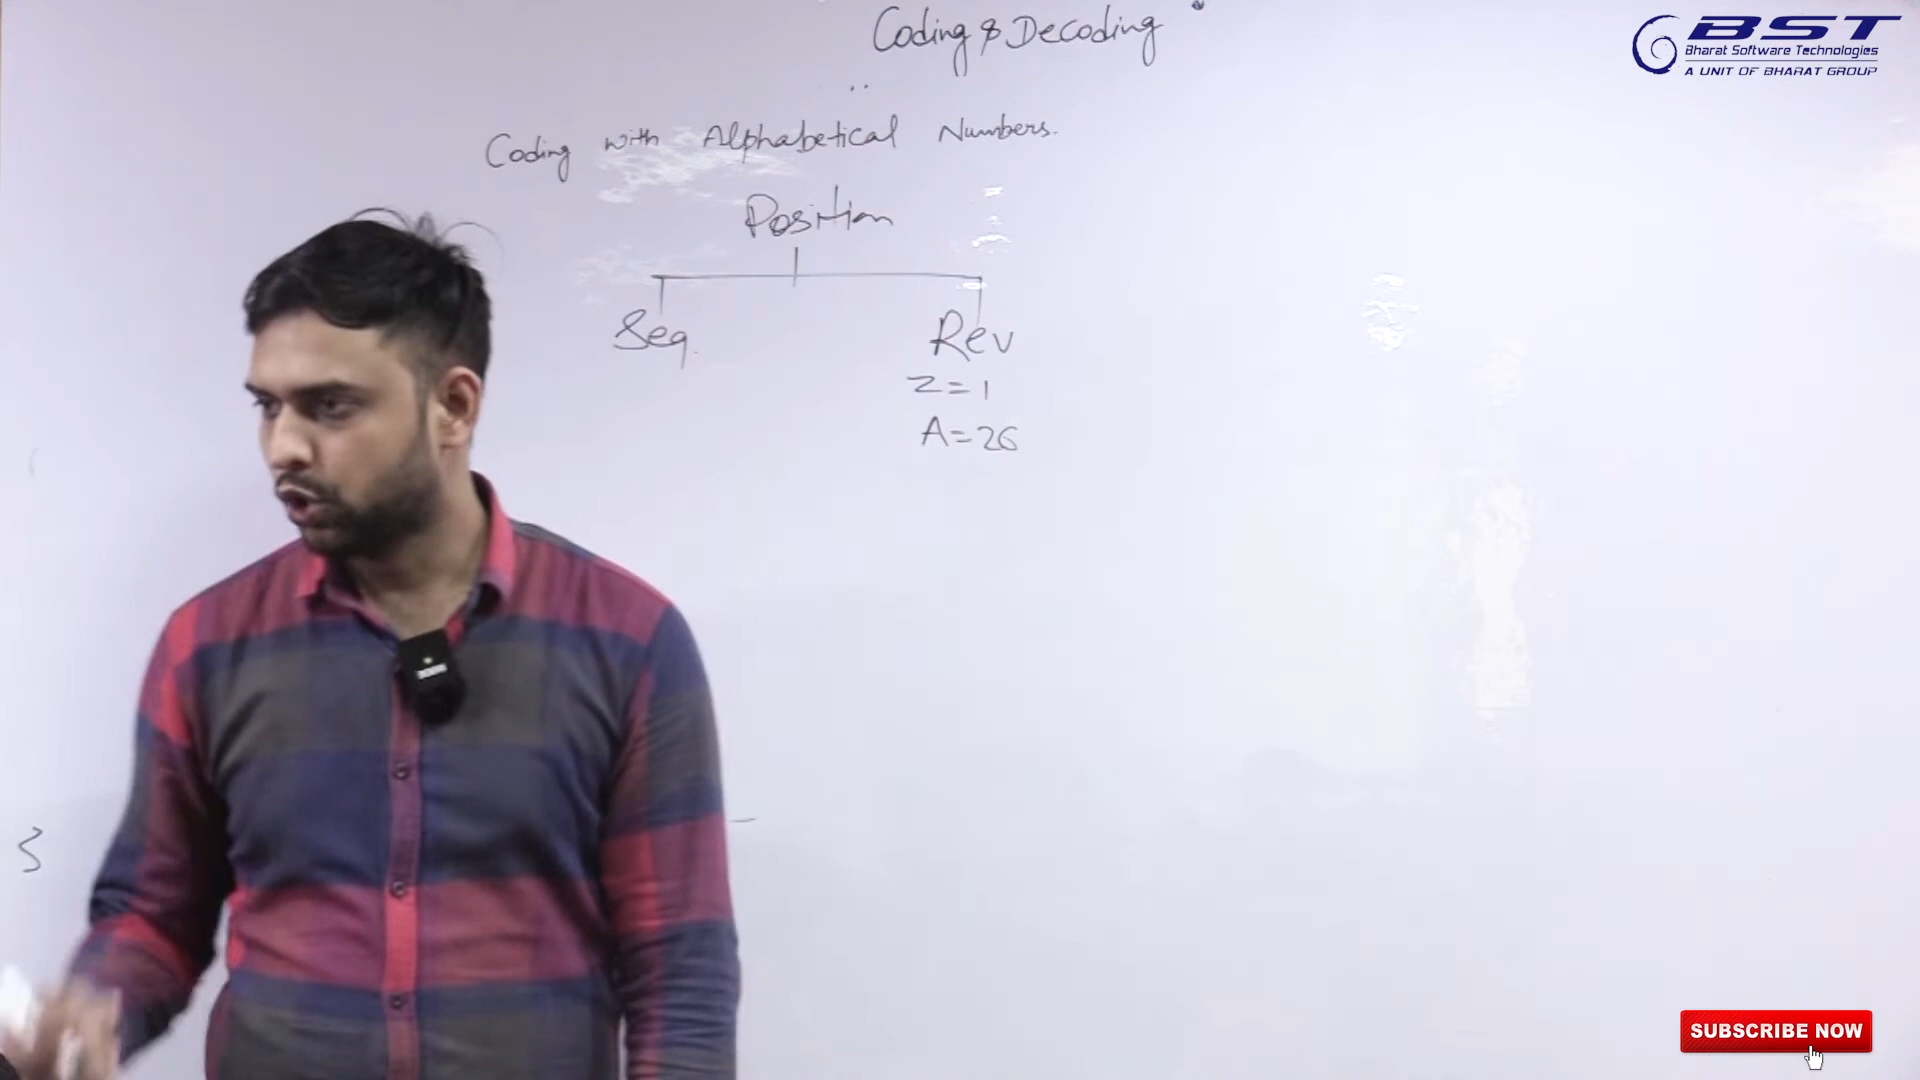 Coding & Decoding
BST
Bharat Software Technologies
A UNIT OF BHARAT GROUP
Coding with Alphabetical Numbers.
Position
Seq.
Rev
Z=1
A=26
3
SUBSCRIBE NOW